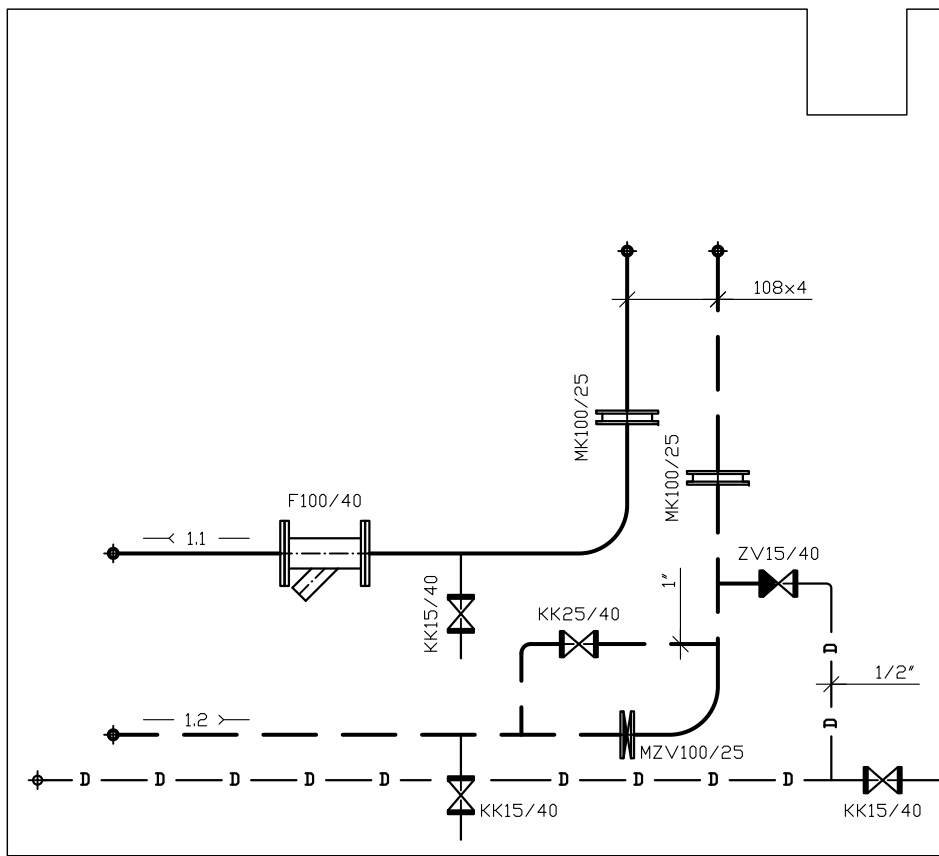 108x4
MK100/25
MK100/25
F100/40
1.1
ZV15/40
KK15/40
1"
KK25/40
D
1/2"
1.2
D
MZV100/25
D D D D D D D D D
KK15/40
KK15/40